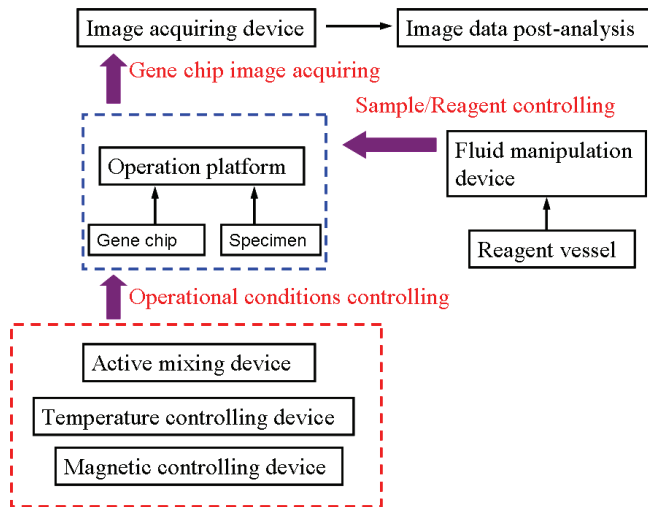 Image acquiring device
Image data post-analysis
Gene chip image acquiring
Sample/Reagent controlling
Operation platform
Fluid manipulation
device
Gene chip
Specimen
Reagent vessel
Operational conditions controlling
Active mixing device
Temperature controlling device
Magnetic controlling device